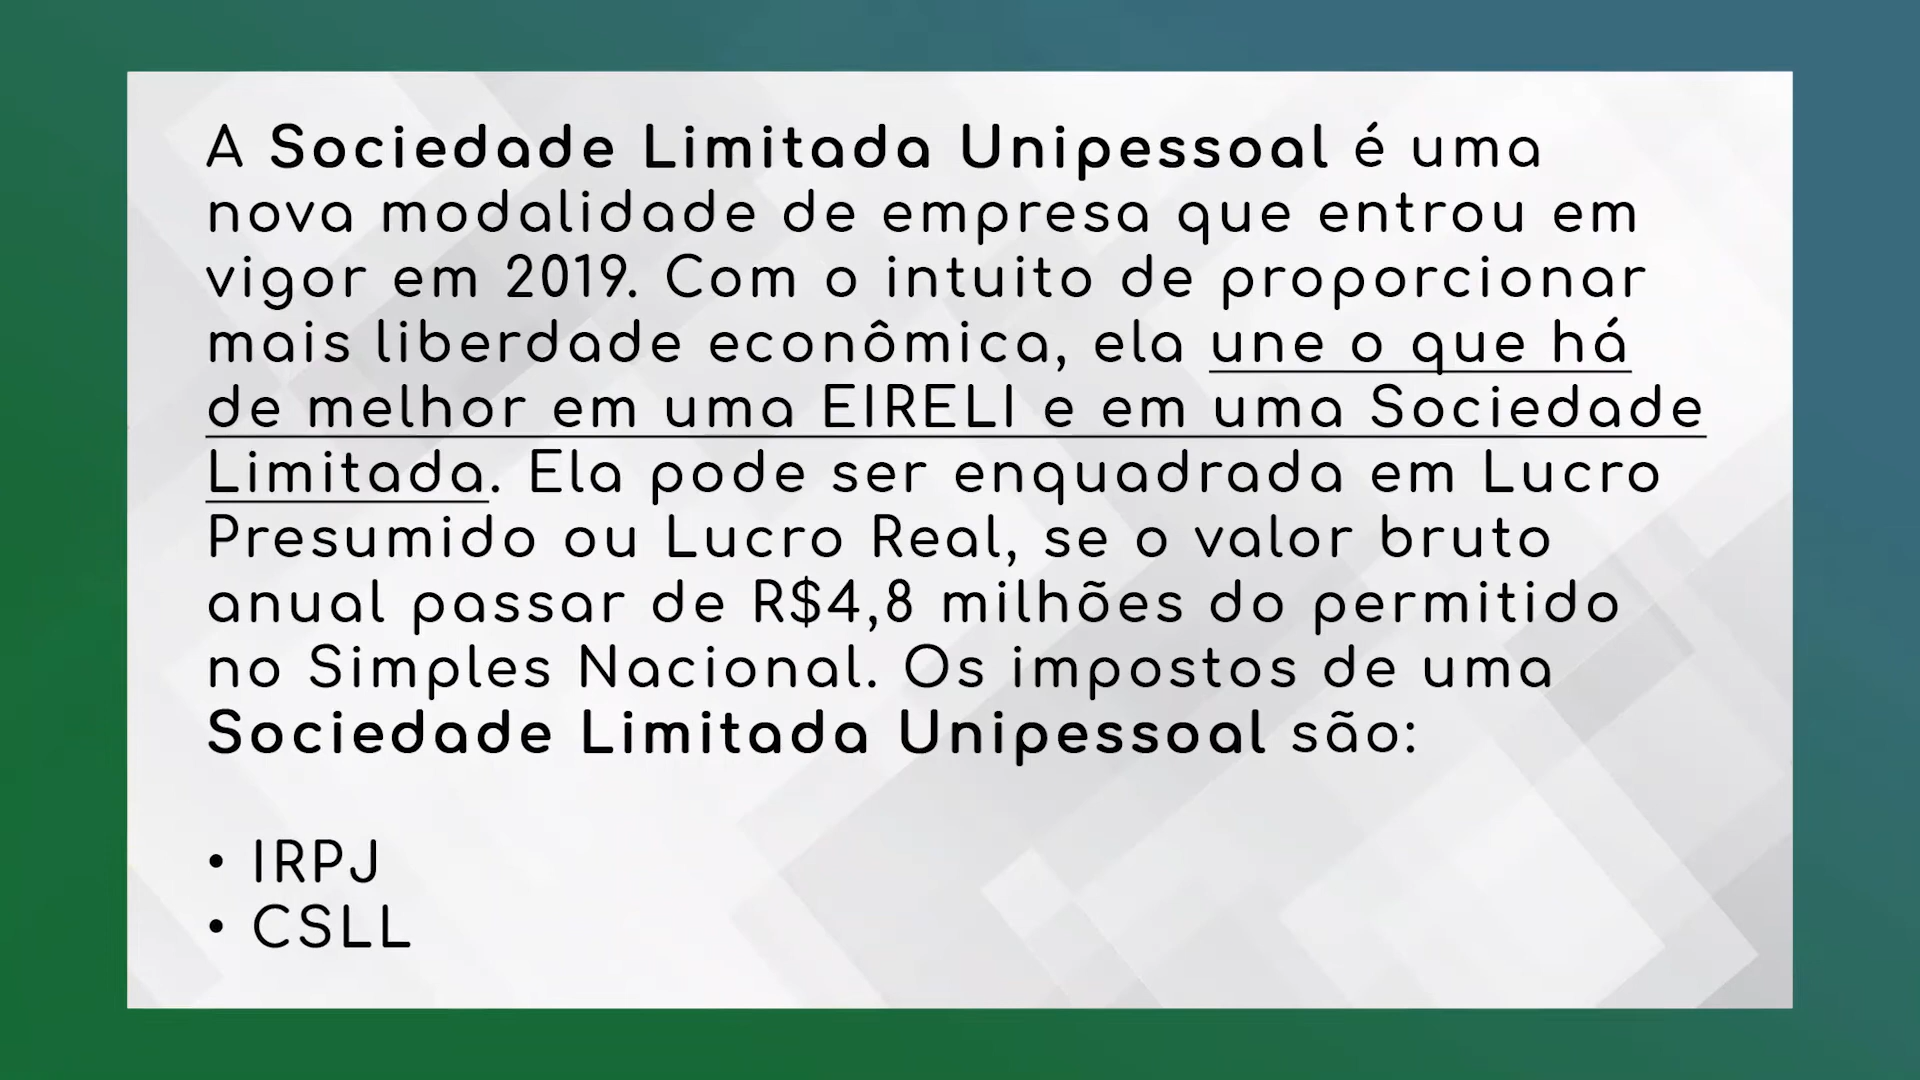 A Sociedade Limitada Unipessoal é uma
nova modalidade de empresa que entrou em
vigor em 2019. Com o intuito de proporcionar
mais liberdade econômica, ela une o que há
de melhor em uma EIRELI e em uma Sociedade
Limitada. Ela pode ser enquadrada em Lucro
Presumido ou Lucro Real, se o valor bruto
anual passar de R$4,8 milhões do permitido
no Simples Nacional. Os impostos de uma
Sociedade Limitada Unipessoal são:
• IRPJ
• CSLL